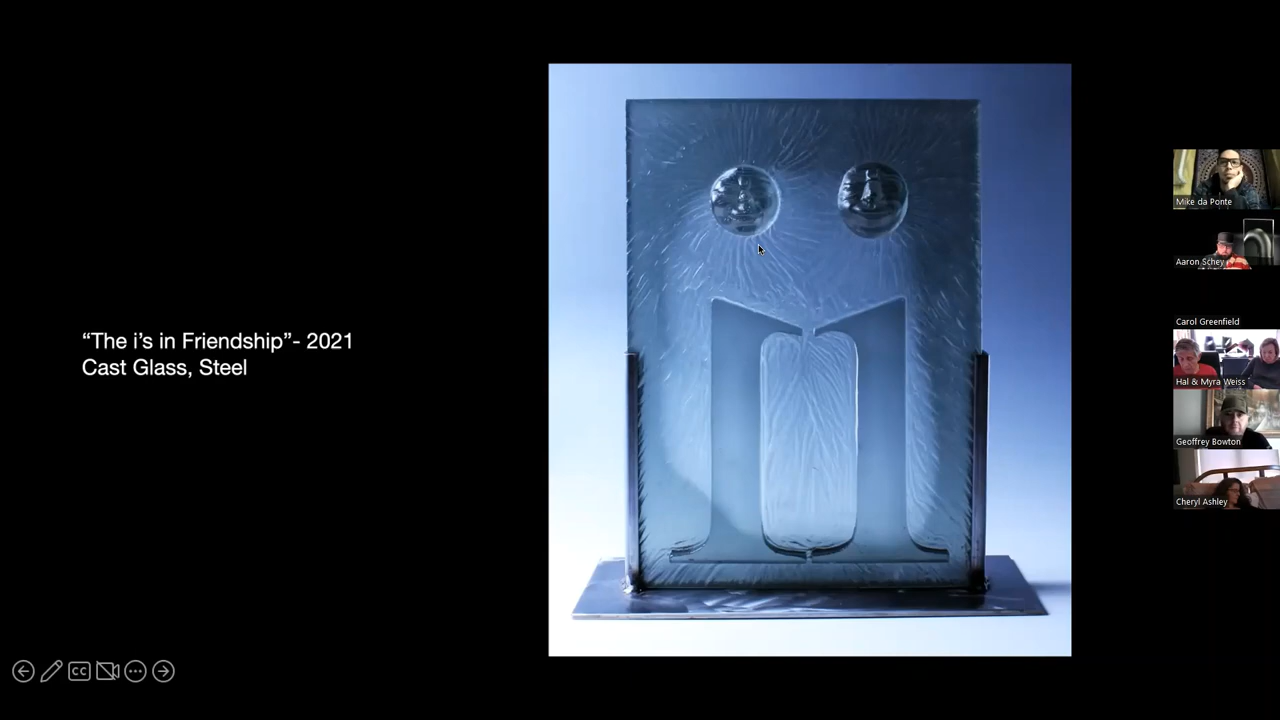 “The i’s in Friendship”- 2021
Cast Glass, Steel
Mike da Ponte
Aaron Schey
Carol Greenfield
Hal & Myra Weiss
Geoffrey Bowton
Cheryl Ashley
CC